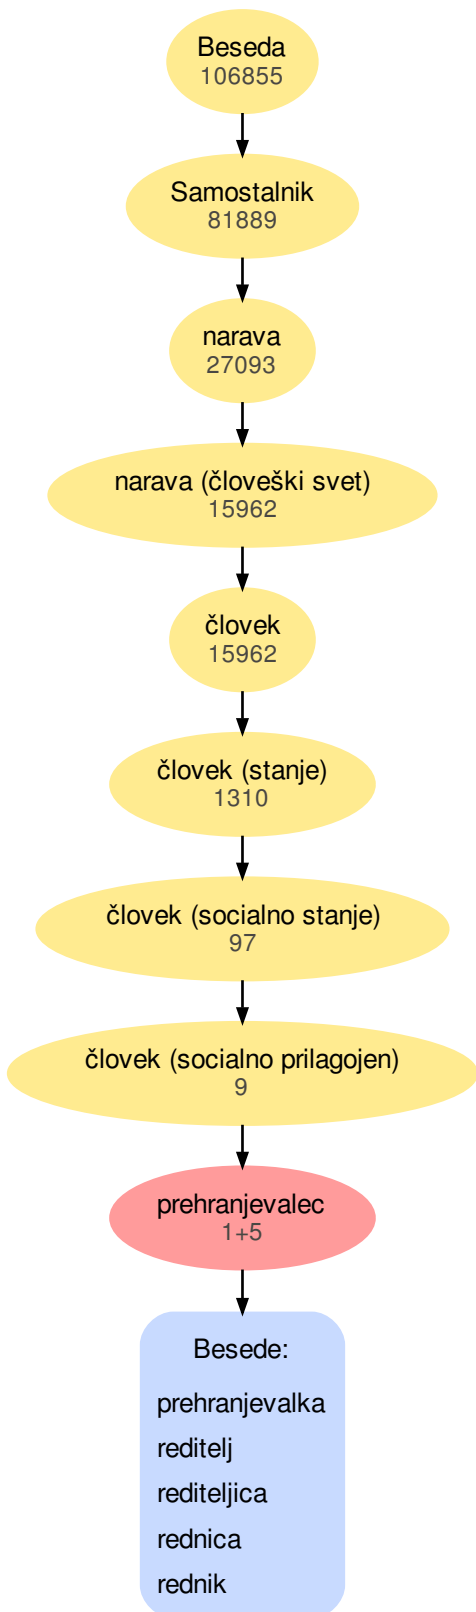 Beseda
106855
Samostalnik
81889
narava
27093
narava (človeški svet)
15962
človek
15962
človek (stanje)
1310
človek (socialno stanje)
97
človek (socialno prilagojen)
9
prehranjevalec
1+5
Besede:
prehranjevalka
reditelj
rediteljica
rednica
rednik